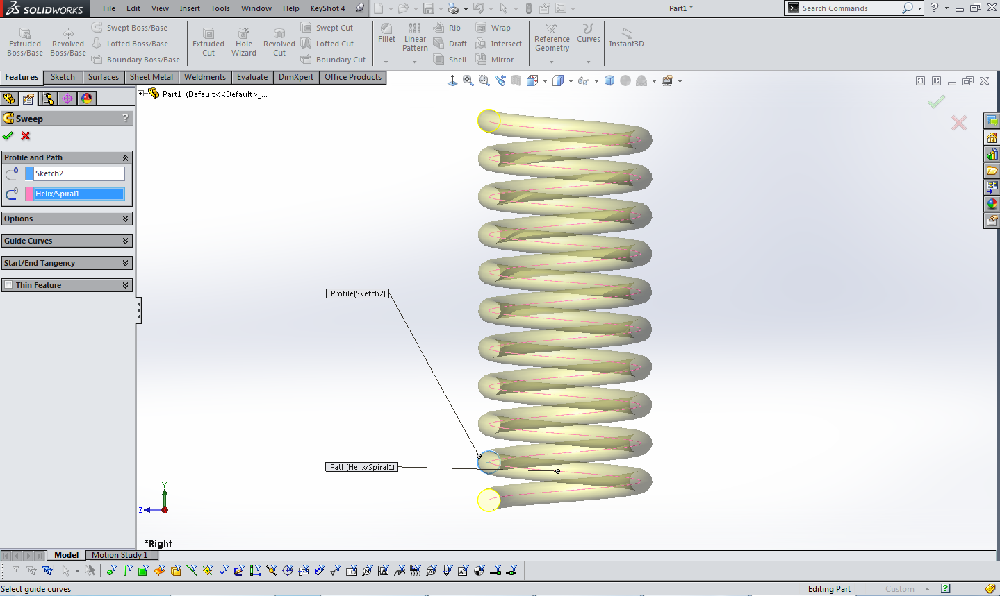 SOLIDWORKS File Edit View Insert Tools Window Help KeyShot 4 Part1 * Search Commands
Extruded Boss/Base
Revolved Boss/Base
Swept Boss/Base
Lofted Boss/Base
Boundary Boss/Base
Extruded Cut
Hole Wizard
Revolved Cut
Swept Cut
Lofted Cut
Boundary Cut
Fillet
Linear Pattern
Rib
Draft
Shell
Wrap
Intersect
Mirror
Reference Geometry
Curves
Instant3D
Features Sketch Surfaces Sheet Metal Weldments Evaluate DimXpert Office Products
Part1 (Default<<Default>_...
Sweep ?
Profile and Path
Sketch2
Helix/Spiral1
Options
Guide Curves
Start/End Tangency
Thin Feature
Profile(Sketch2)
Path(Helix/Spiral1)
Y
Z
*Right
Model Motion Study 1
Select guide curves Editing Part Custom ?